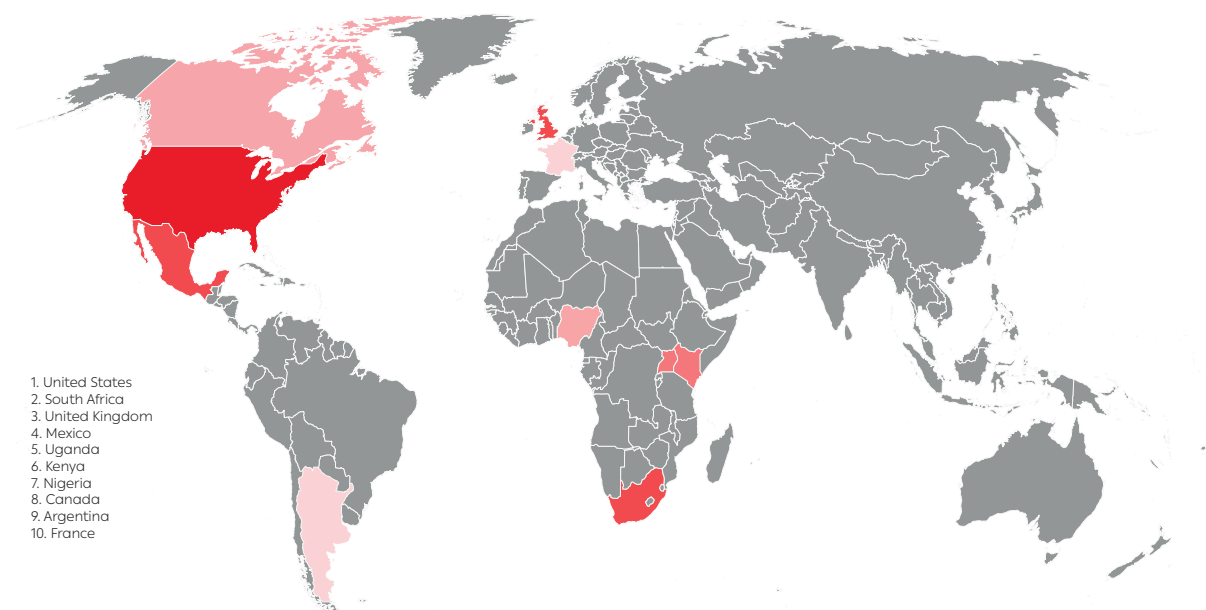 1. United States
2. South Africa
3. United Kingdom
4. Mexico
5. Uganda
6. Kenya
7. Nigeria
8. Canada
9. Argentina
10. France